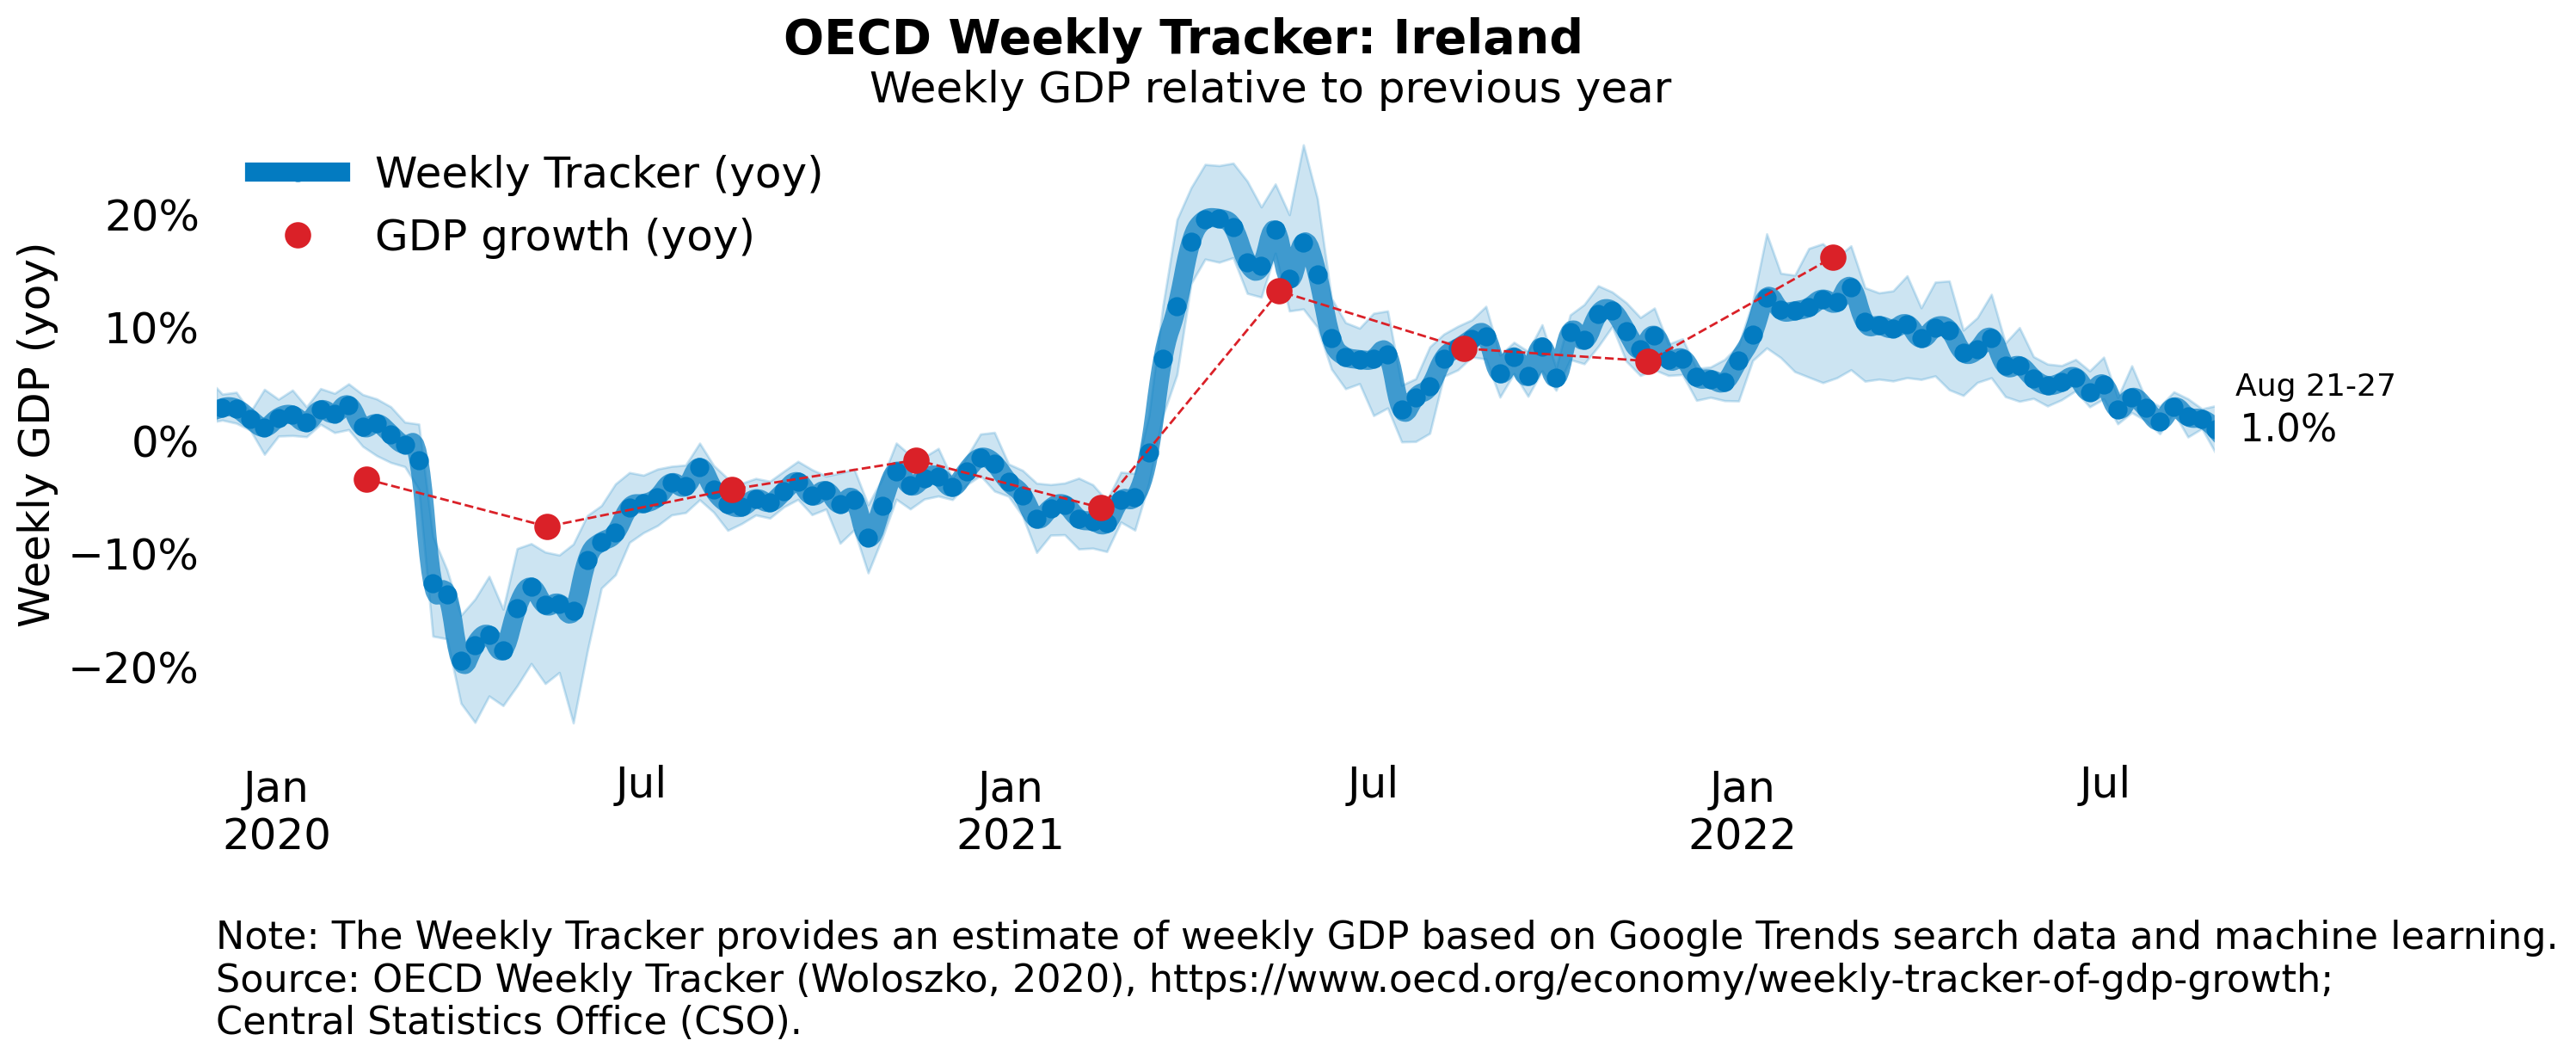 OECD Weekly Tracker: Ireland
Weekly GDP relative to previous year
Weekly Tracker (yoy)
GDP growth (yoy)
Weekly GDP (yoy)
20%
10%
0%
−10%
−20%
Aug 21-27
1.0%
Jan
2020
Jul
Jan
2021
Jul
Jan
2022
Jul
Note: The Weekly Tracker provides an estimate of weekly GDP based on Google Trends search data and machine learning.
Source: OECD Weekly Tracker (Woloszko, 2020), https://www.oecd.org/economy/weekly-tracker-of-gdp-growth;
Central Statistics Office (CSO).